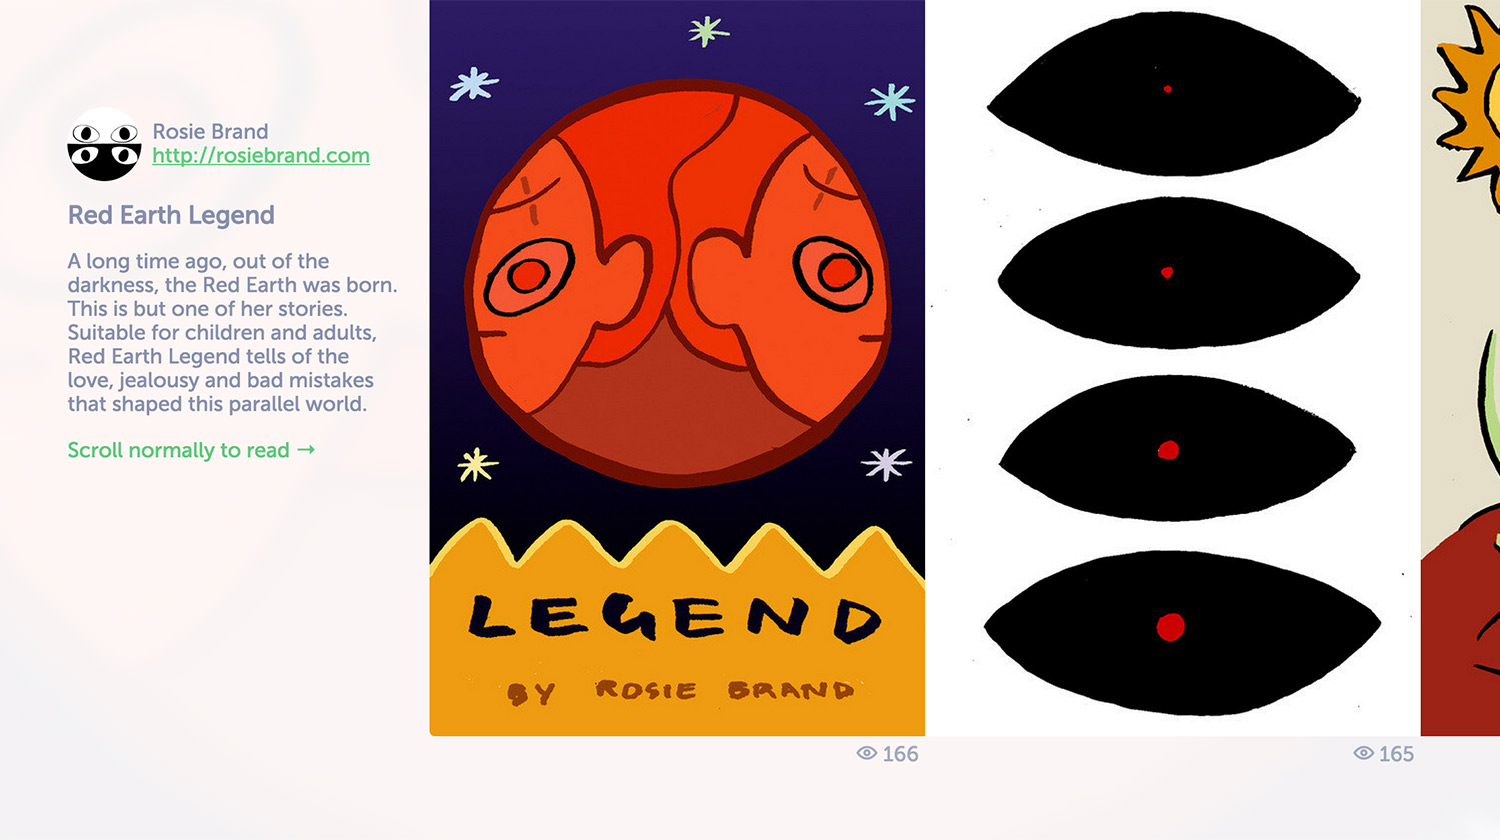 Rosie Brand
http://rosiebrand.com
Red Earth Legend
A long time ago, out of the
darkness, the Red Earth was born.
This is but one of her stories.
Suitable for children and adults,
Red Earth Legend tells of the
love, jealousy and bad mistakes
that shaped this parallel world.
Scroll normally to read →
LEGEND
BY ROSIE BRAND
166
165